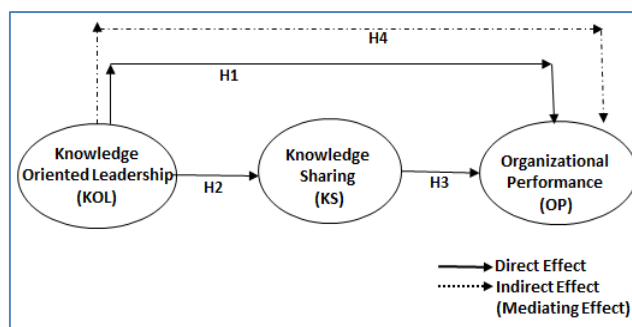 H4
H1
Knowledge
Oriented Leadership
(KOL)
H2
Knowledge
Sharing
(KS)
H3
Organizational
Performance
(OP)
Direct Effect
Indirect Effect
(Mediating Effect)